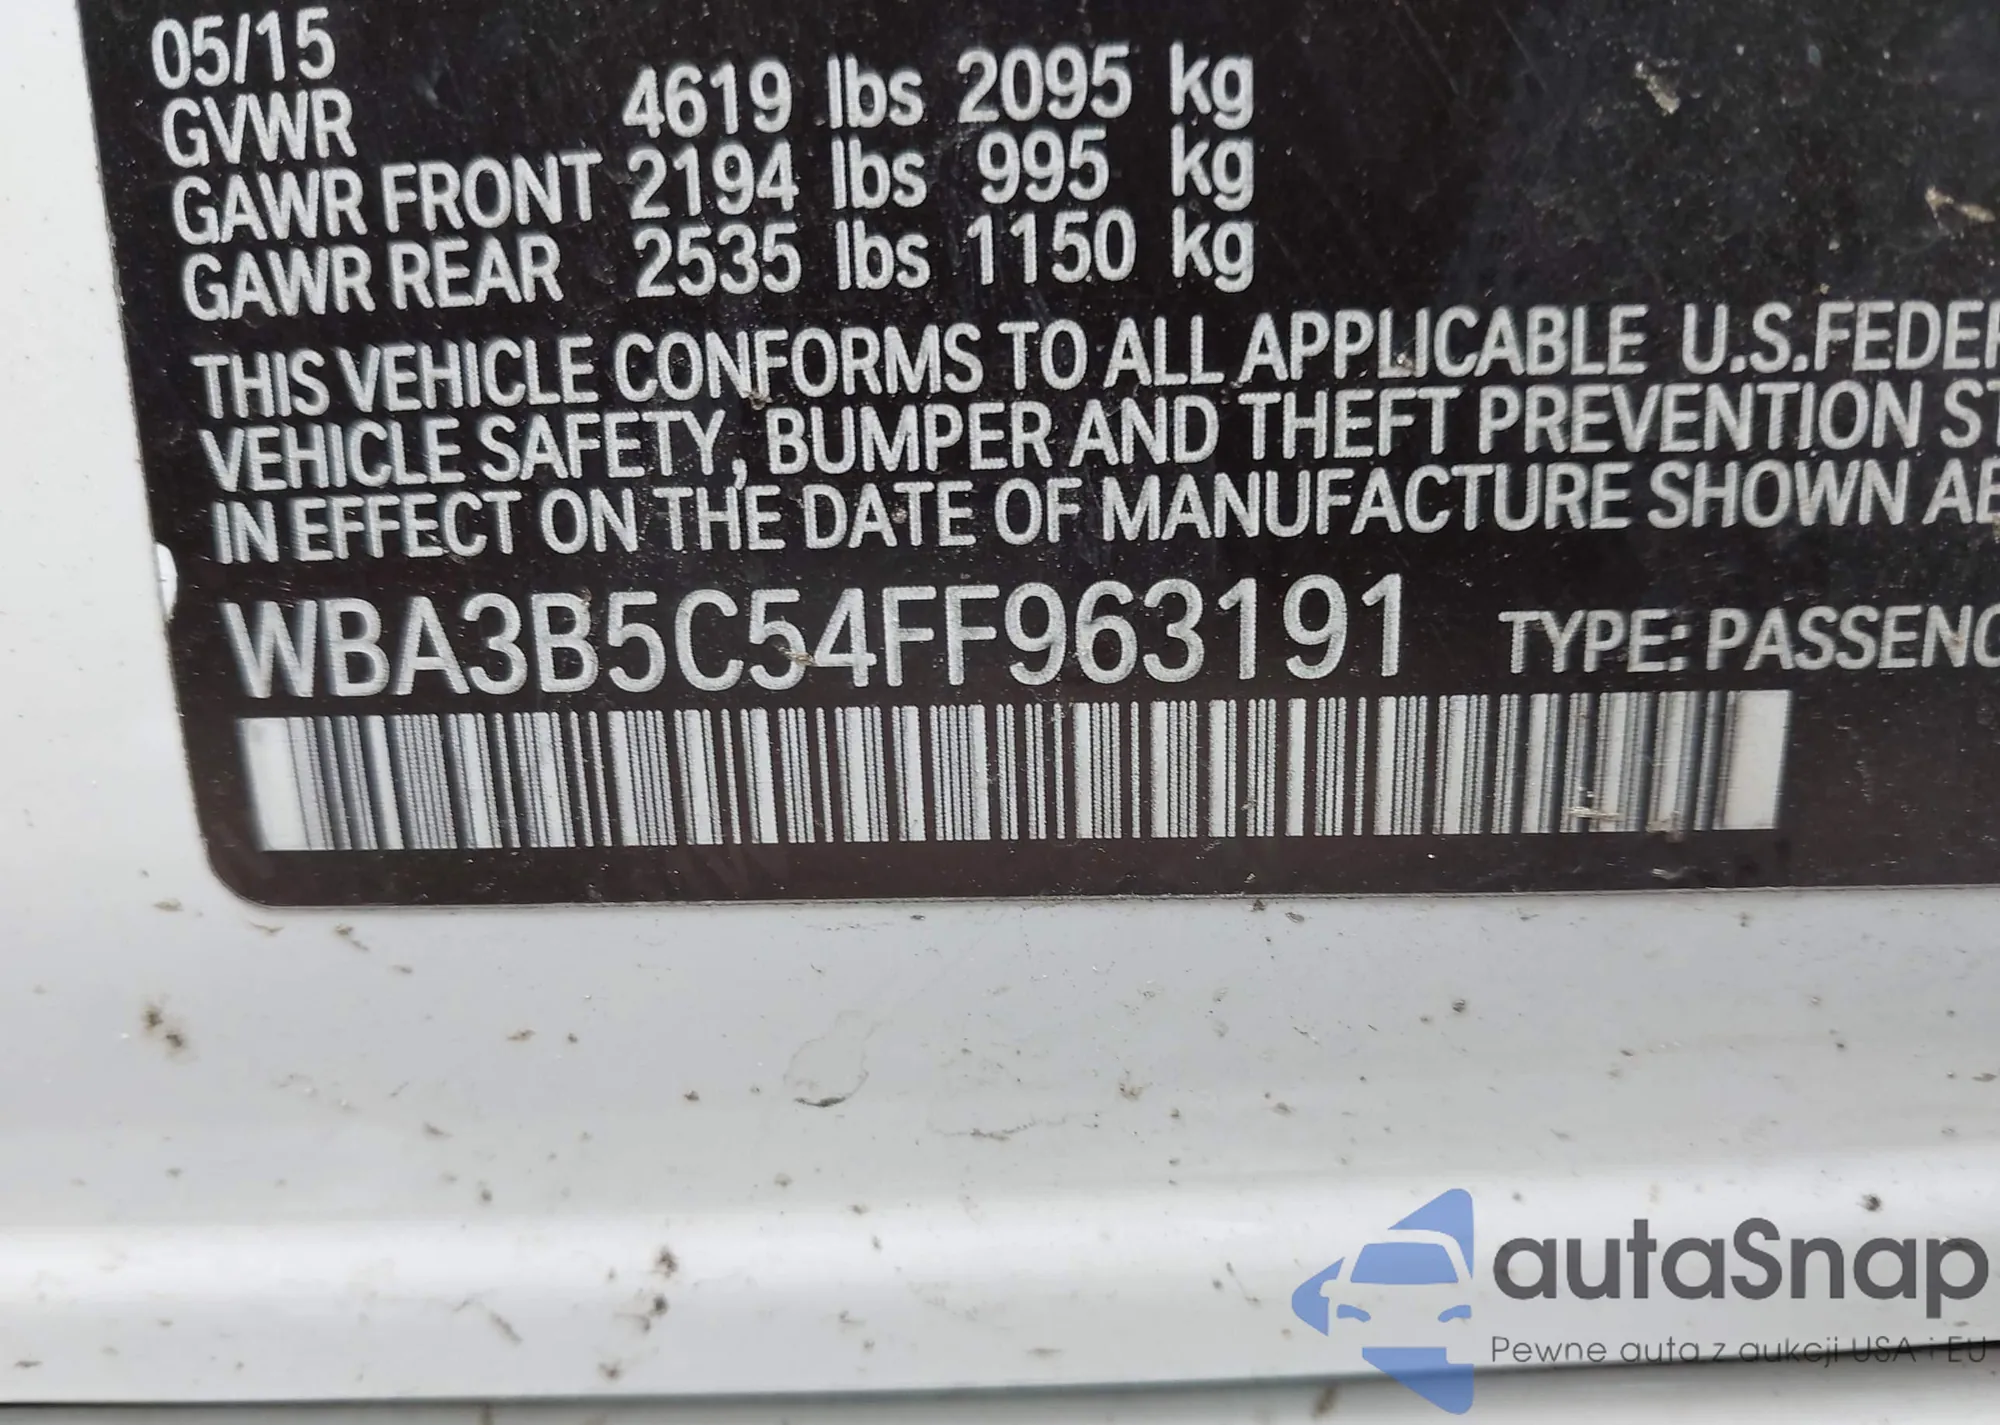 05/15
GVWR 4619 lbs 2095 kg
GAWR FRONT 2194 lbs 995 kg
GAWR REAR 2535 lbs 1150 kg
THIS VEHICLE CONFORMS TO ALL APPLICABLE U.S.FEDER
VEHICLE SAFETY, BUMPER AND THEFT PREVENTION ST
IN EFFECT ON THE DATE OF MANUFACTURE SHOWN AB
WBA3B5C54FF963191 TYPE: PASSENG
autaSnap
Pewne auta z aukcji USA i EU